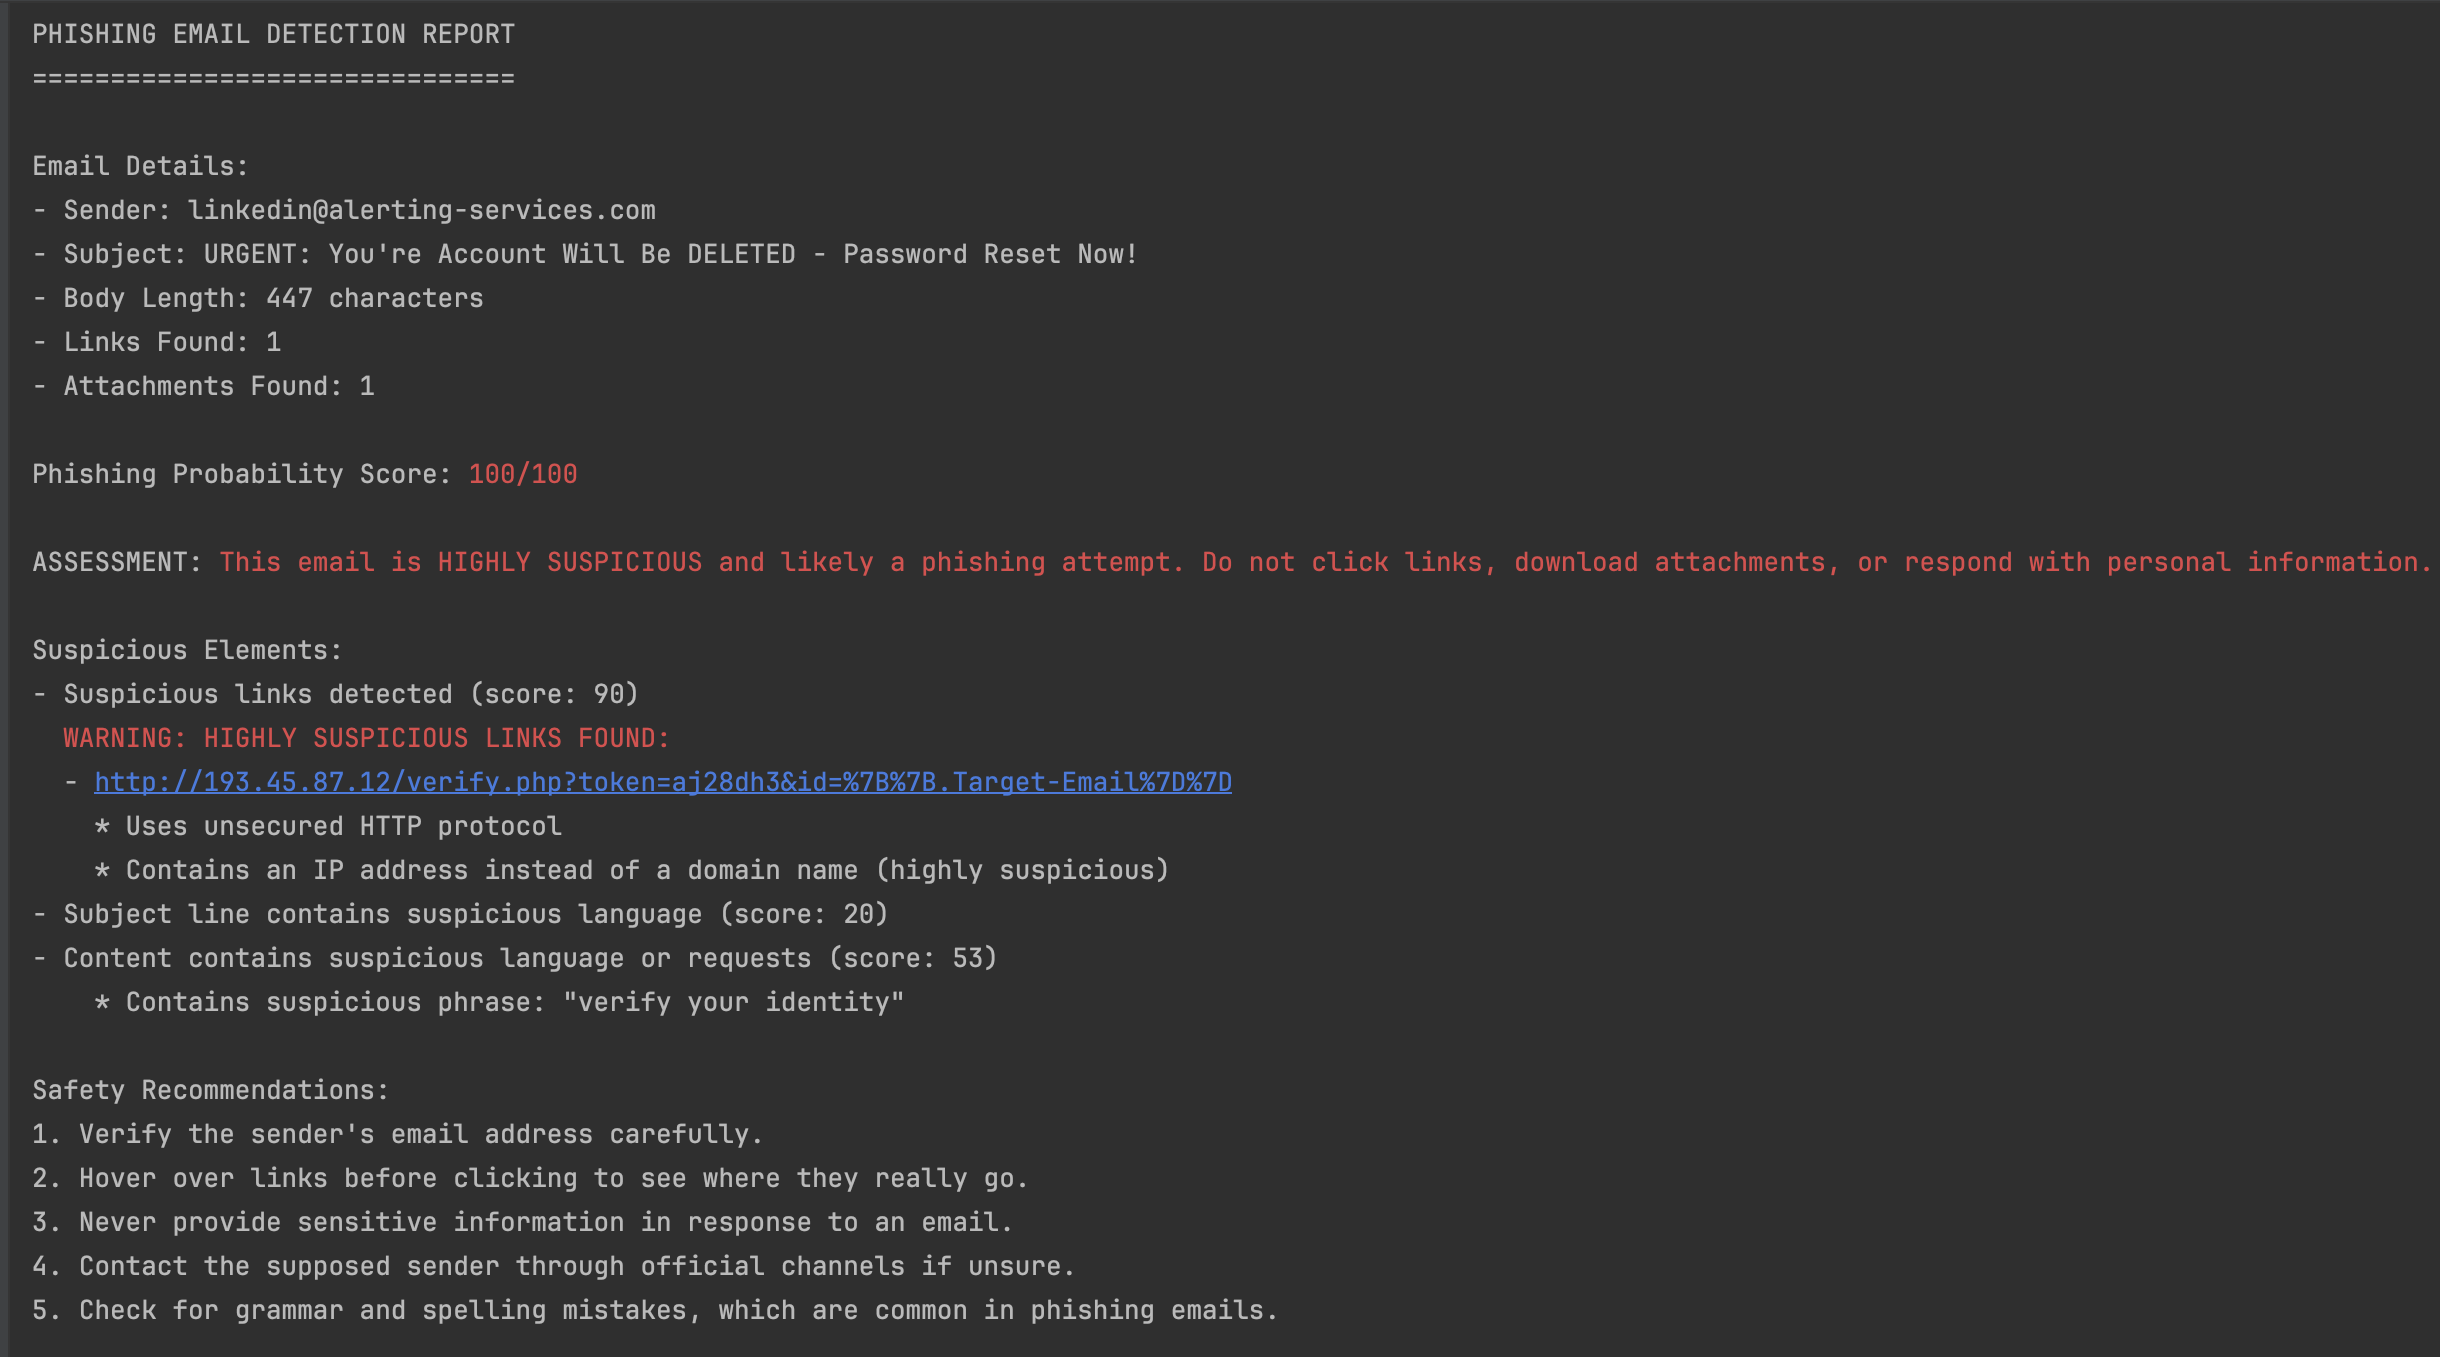 PHISHING EMAIL DETECTION REPORT
===============================
Email Details:
- Sender: linkedin@alerting-services.com
- Subject: URGENT: You're Account Will Be DELETED - Password Reset Now!
- Body Length: 447 characters
- Links Found: 1
- Attachments Found: 1
Phishing Probability Score: 100/100
ASSESSMENT: This email is HIGHLY SUSPICIOUS and likely a phishing attempt. Do not click links, download attachments, or respond with personal information.
Suspicious Elements:
- Suspicious links detected (score: 90)
WARNING: HIGHLY SUSPICIOUS LINKS FOUND:
- http://193.45.87.12/verify.php?token=aj28dh3&id=%7B%7B.Target-Email%7D%7D
* Uses unsecured HTTP protocol
* Contains an IP address instead of a domain name (highly suspicious)
- Subject line contains suspicious language (score: 20)
- Content contains suspicious language or requests (score: 53)
* Contains suspicious phrase: "verify your identity"
Safety Recommendations:
1. Verify the sender's email address carefully.
2. Hover over links before clicking to see where they really go.
3. Never provide sensitive information in response to an email.
4. Contact the supposed sender through official channels if unsure.
5. Check for grammar and spelling mistakes, which are common in phishing emails.